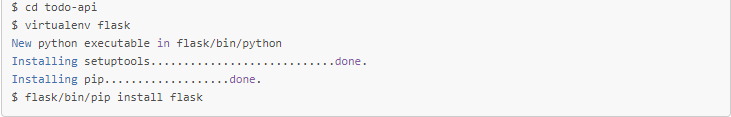 $ cd todo-api
$ virtualenv flask
New python executable in flask/bin/python
Installing setuptools............................done.
Installing pip...................done.
$ flask/bin/pip install flask